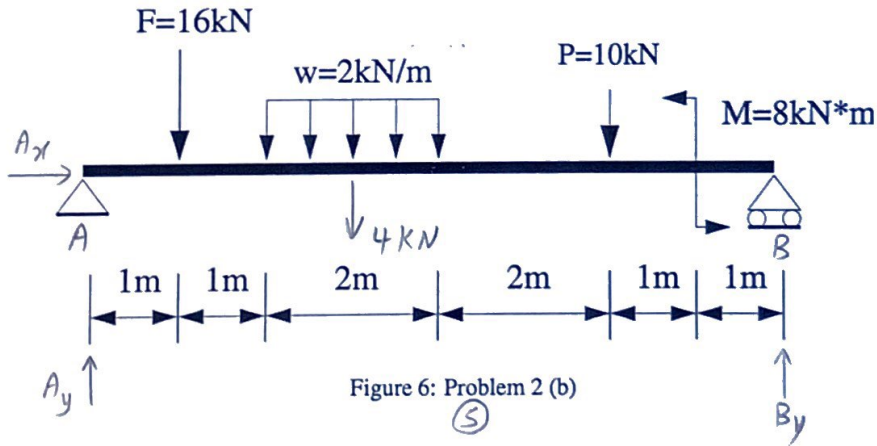 F=16kN
w=2kN/m
P=10kN
M=8kN*m
Ax
A
4KN
B
1m 1m 2m 2m 1m 1m
Ay
By
Figure 6: Problem 2 (b)
5